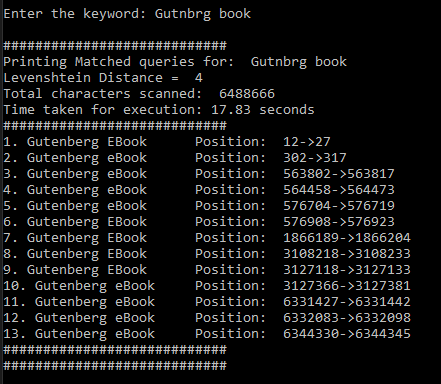 Enter the keyword: Gutnbrg book
############################
Printing Matched queries for:  Gutnbrg book
Levenshtein Distance =  4
Total characters scanned:  6488666
Time taken for execution: 17.83 seconds
############################
1. Gutenberg EBook      Position:  12->27
2. Gutenberg eBook      Position:  302->317
3. Gutenberg eBook      Position:  563802->563817
4. Gutenberg eBook      Position:  564458->564473
5. Gutenberg eBook      Position:  576704->576719
6. Gutenberg eBook      Position:  576908->576923
7. Gutenberg EBook      Position:  1866189->1866204
8. Gutenberg EBook      Position:  3108218->3108233
9. Gutenberg EBook      Position:  3127118->3127133
10. Gutenberg eBook     Position:  3127366->3127381
11. Gutenberg eBook     Position:  6331427->6331442
12. Gutenberg eBook     Position:  6332083->6332098
13. Gutenberg eBook     Position:  6344330->6344345
############################
############################